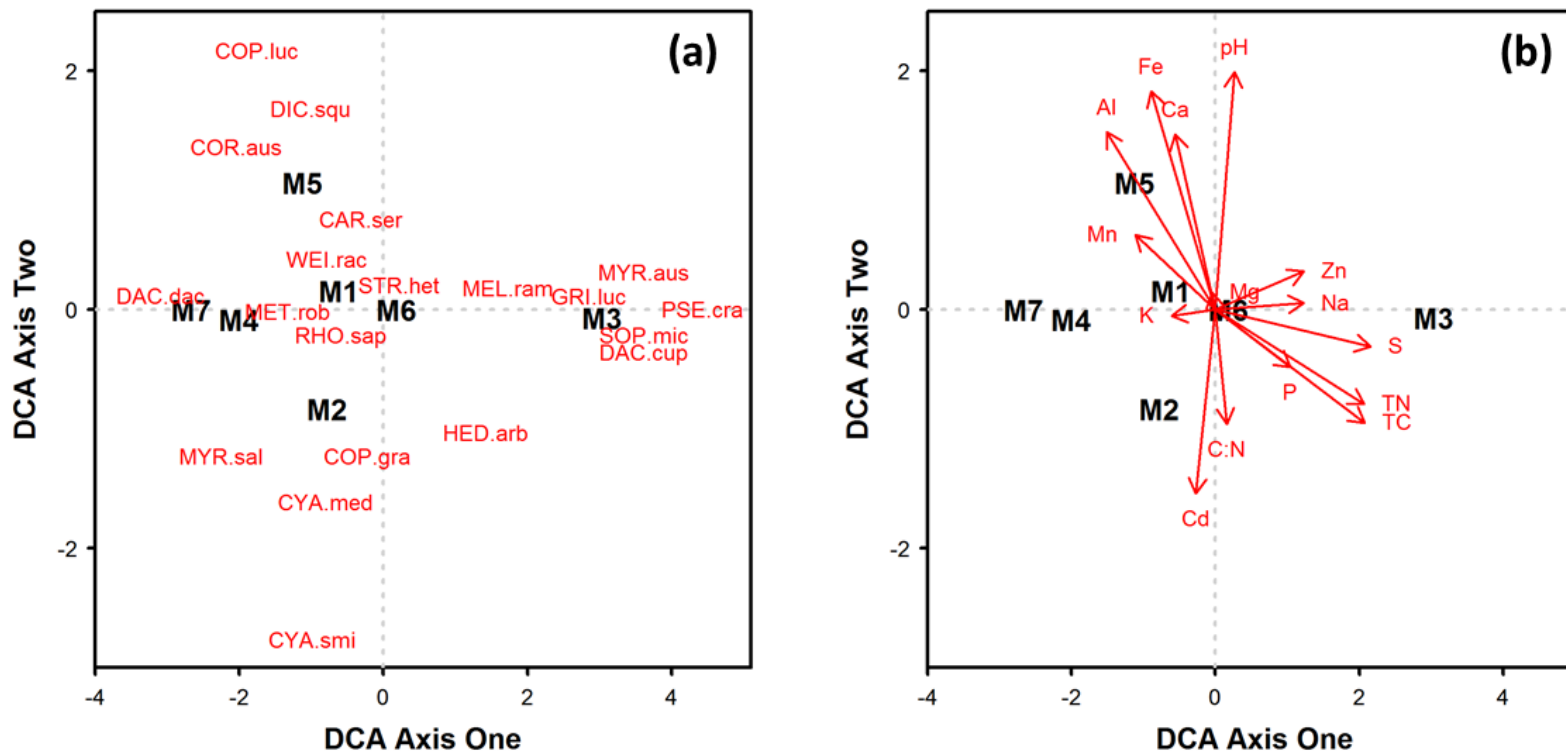 (a)
COP.luc
2
DIC.squ
COR.aus
M5
CAR.ser
WEI.rac
STR.het
MYR.aus
MEL.ram
M1
GRI.luc
DAC.dac
0
M7
M4
MET.rob
M6
PSE.cra
M3
RHO.sap
SOP.mic
DAC.cup
M2
HED.arb
MYR.sal
COP.gra
CYA.med
-2
CYA.smi
-4
-2
0
2
4
DCA Axis One
DCA Axis Two
(b)
pH
Fe
2
Al
Ca
M5
Mn
Zn
Mg
M1
Na
0
M7
M4
K
M6
M3
S
P
TN
TC
M2
C:N
Cd
-2
-4
-2
0
2
4
DCA Axis One
DCA Axis Two